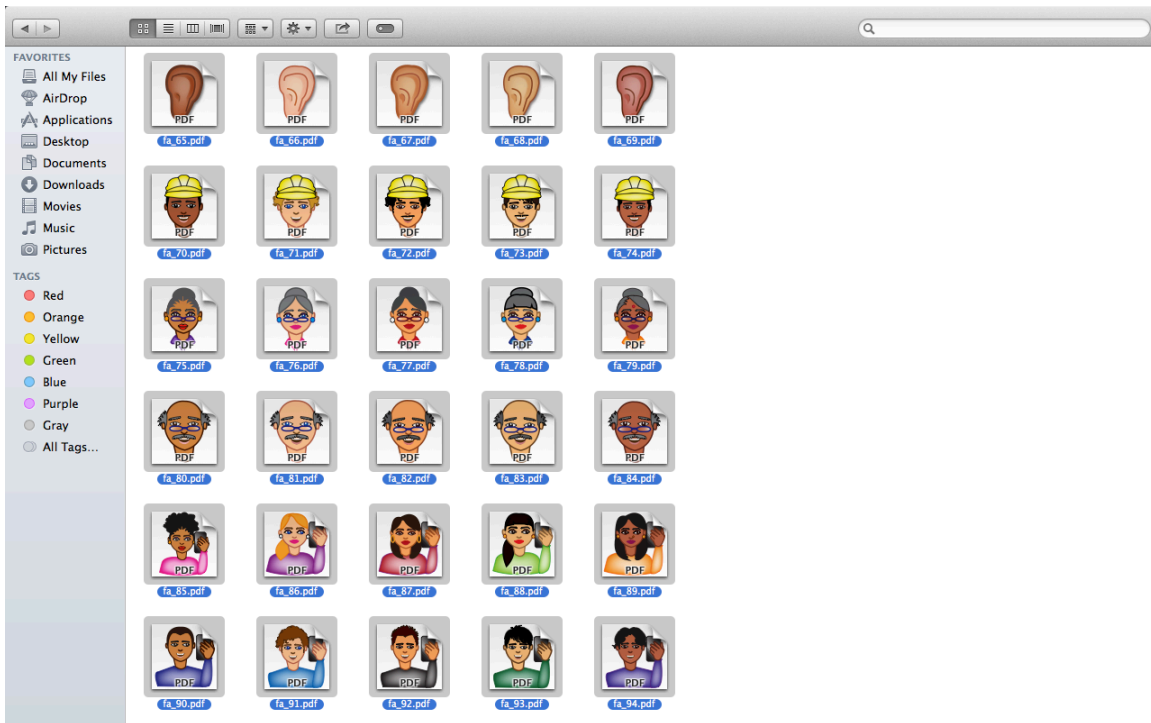 FAVORITES
All My Files
AirDrop
Applications
Desktop
Documents
Downloads
Movies
Music
Pictures
TAGS
Red
Orange
Yellow
Green
Blue
Purple
Gray
All Tags...
PDF PDF PDF PDF PDF
fa_65.pdf fa_66.pdf fa_67.pdf fa_68.pdf fa_69.pdf
PDF PDF PDF PDF PDF
fa_70.pdf fa_71.pdf fa_72.pdf fa_73.pdf fa_74.pdf
PDF PDF PDF PDF PDF
fa_75.pdf fa_76.pdf fa_77.pdf fa_78.pdf fa_79.pdf
PDF PDF PDF PDF PDF
fa_80.pdf fa_81.pdf fa_82.pdf fa_83.pdf fa_84.pdf
PDF PDF PDF PDF PDF
fa_85.pdf fa_86.pdf fa_87.pdf fa_88.pdf fa_89.pdf
PDF PDF PDF PDF PDF
fa_90.pdf fa_91.pdf fa_92.pdf fa_93.pdf fa_94.pdf